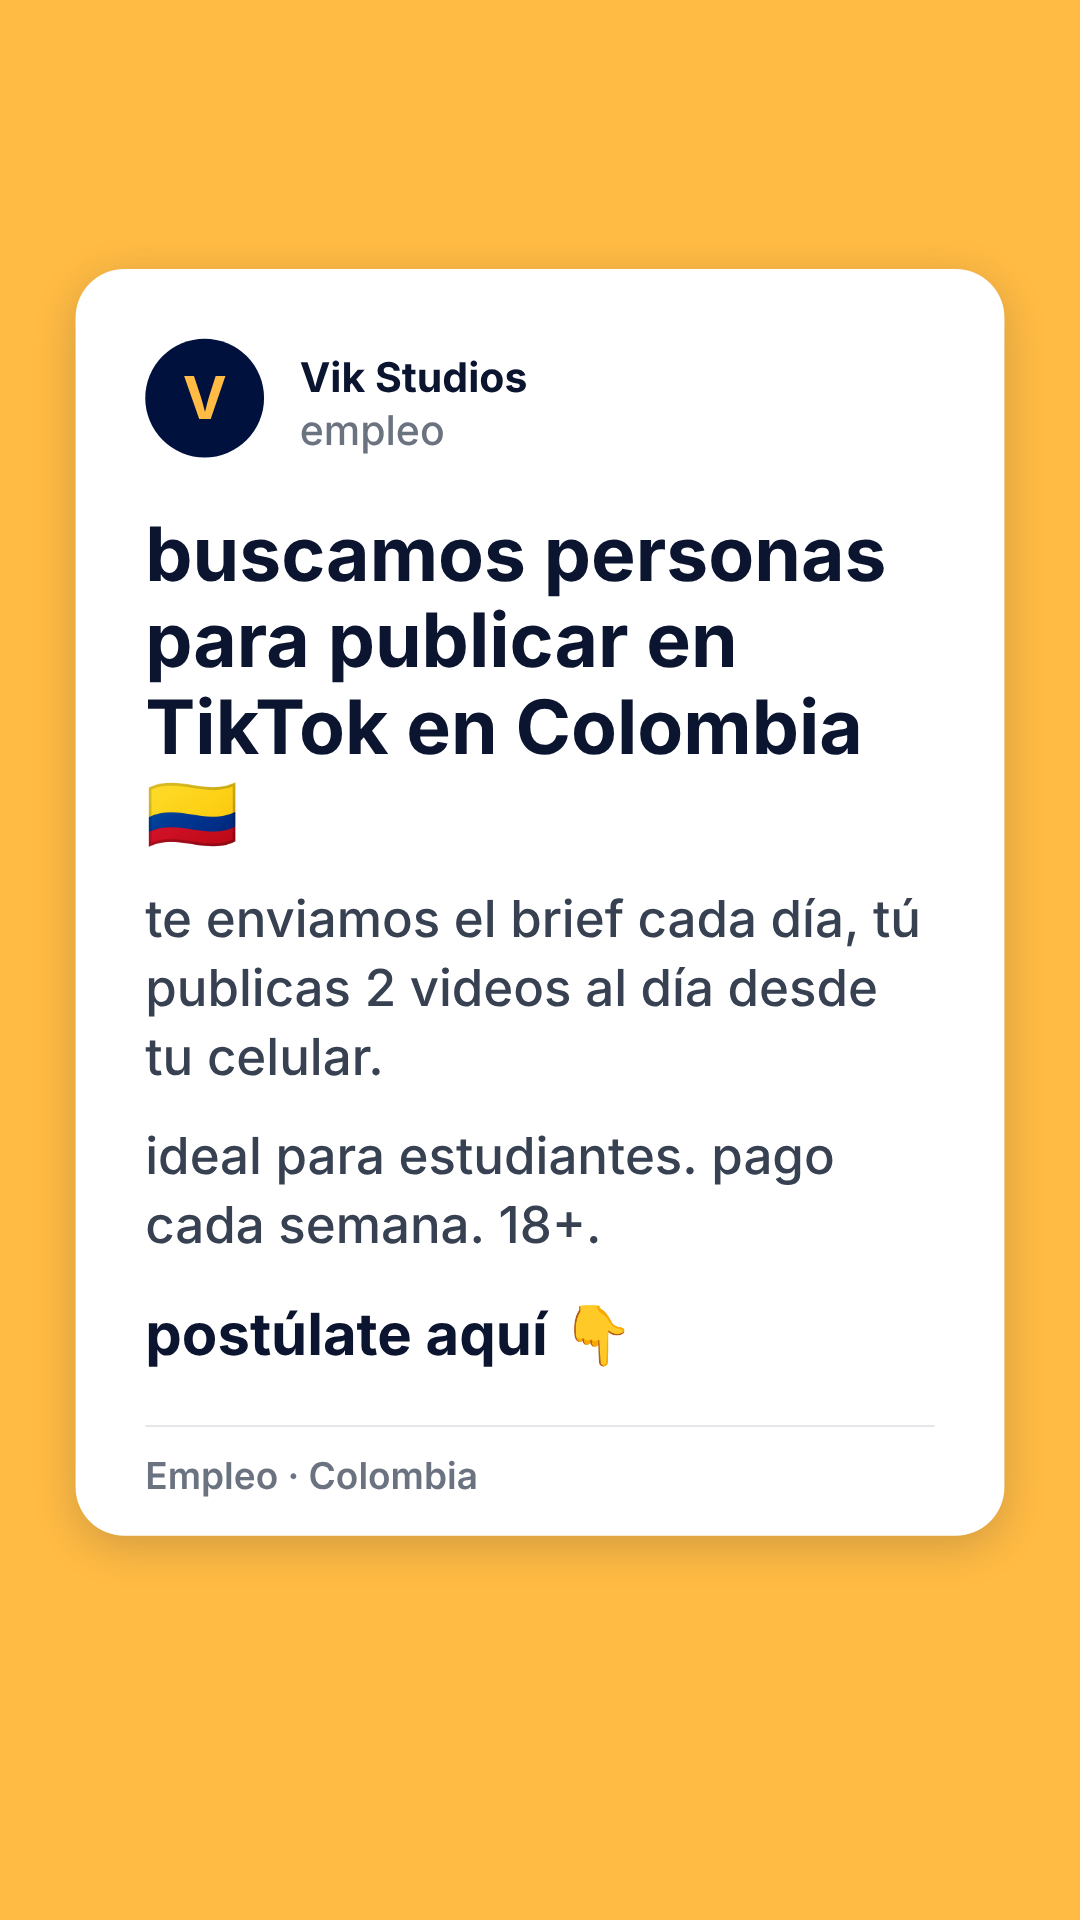 V
Vik Studios
empleo
buscamos personas
para publicar en
TikTok en Colombia
🇨🇴
te enviamos el brief cada día, tú
publicas 2 videos al día desde
tu celular.
ideal para estudiantes. pago
cada semana. 18+.
postúlate aquí 👇
Empleo · Colombia